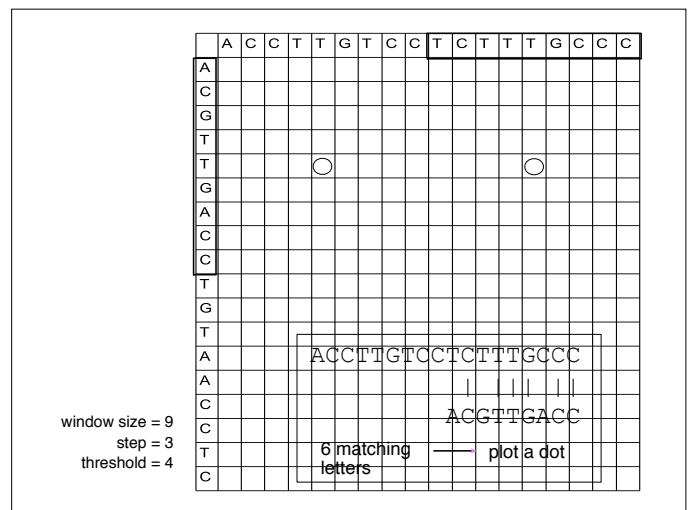 A C C T T G T C C T C T T T G C C C
A
C
G
T
T
G
A
C
C
T
G
T
A
A
C
C
T
C
ACCTTGTCCTCTTTGCCC
| ||| ||
ACGTTGACC
6 matching letters
plot a dot
window size = 9
step = 3
threshold = 4